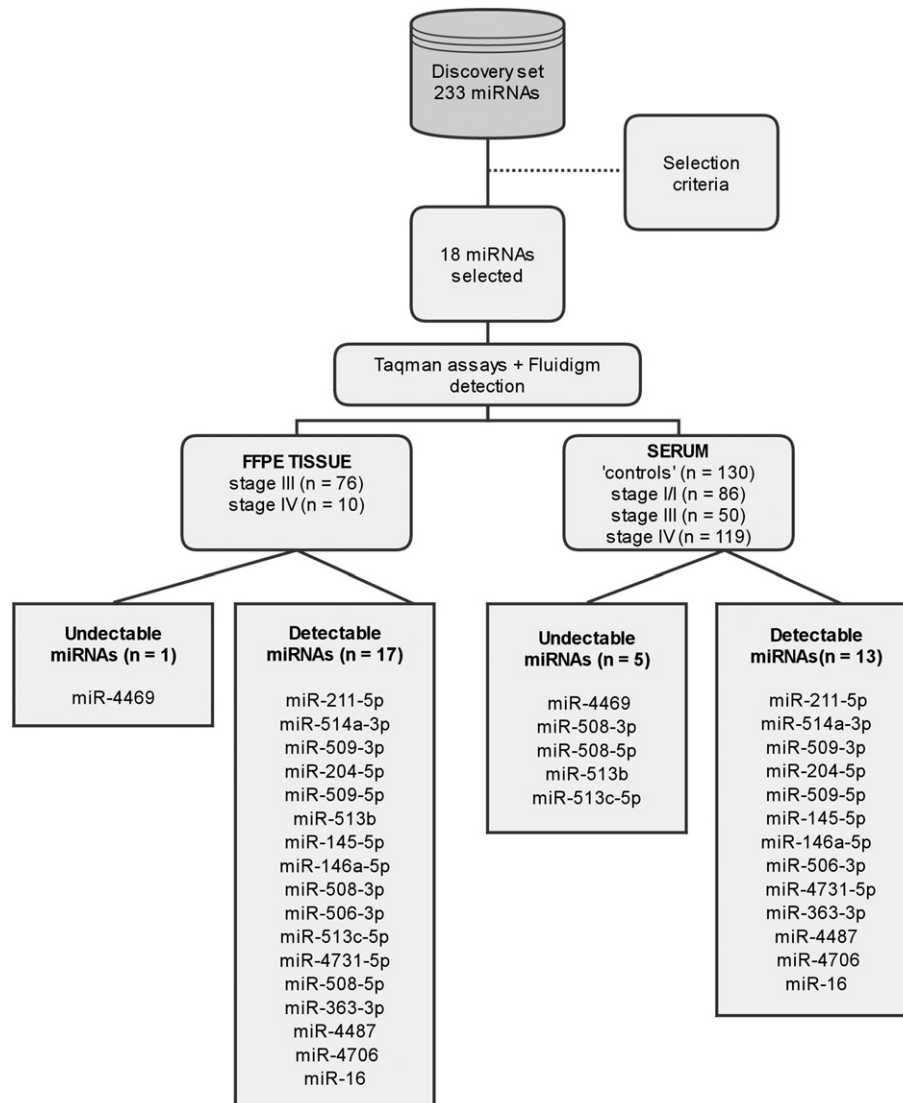 Discovery set
233 miRNAs
Selection
criteria
18 miRNAs
selected
Taqman assays + Fluidigm
detection
FFPE TISSUE
stage III (n = 76)
stage IV (n = 10)
SERUM
'controls' (n = 130)
stage I/I (n = 86)
stage III (n = 50)
stage IV (n = 119)
Undectable
miRNAs (n = 1)
miR-4469
Detectable
miRNAs (n = 17)
miR-211-5p
miR-514a-3p
miR-509-3p
miR-204-5p
miR-509-5p
miR-513b
miR-145-5p
miR-146a-5p
miR-508-3p
miR-506-3p
miR-513c-5p
miR-4731-5p
miR-508-5p
miR-363-3p
miR-4487
miR-4706
miR-16
Undectable
miRNAs (n = 5)
miR-4469
miR-508-3p
miR-508-5p
miR-513b
miR-513c-5p
Detectable
miRNAs(n = 13)
miR-211-5p
miR-514a-3p
miR-509-3p
miR-204-5p
miR-509-5p
miR-145-5p
miR-146a-5p
miR-506-3p
miR-4731-5p
miR-363-3p
miR-4487
miR-4706
miR-16